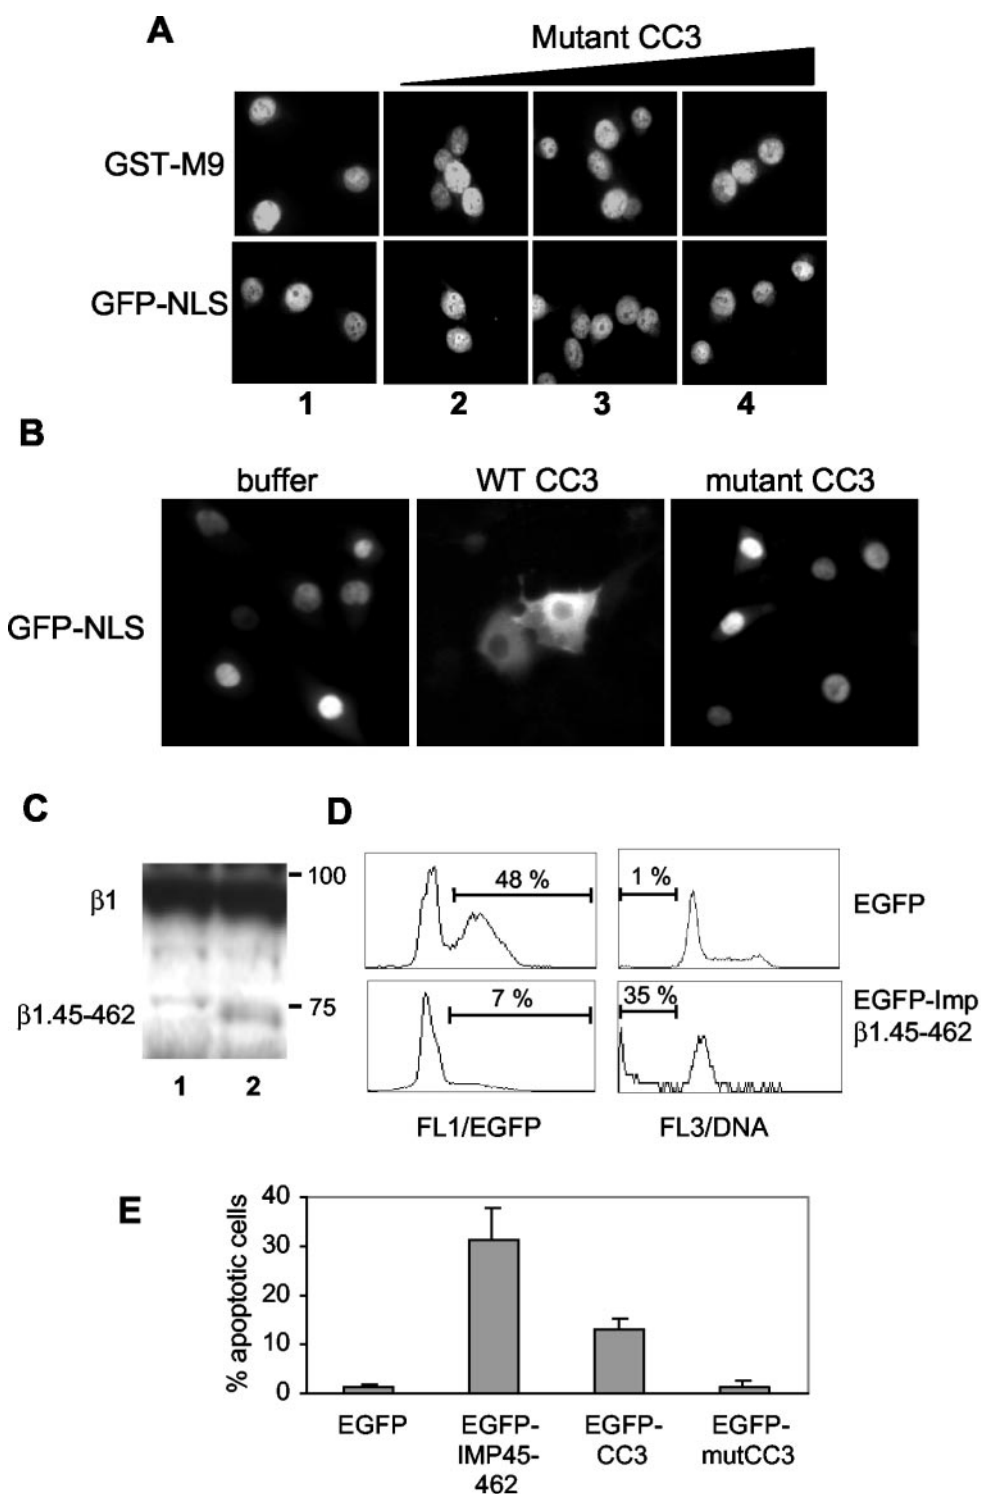 A
Mutant CC3
GST-M9
GFP-NLS
1 2 3 4
B
buffer WT CC3 mutant CC3
GFP-NLS
C
D
β1
100
β1.45-462
75
1 2
48 %
1 %
EGFP
7 %
35 %
EGFP-Imp
β1.45-462
FL1/EGFP
FL3/DNA
E
% apoptotic cells
40
30
20
10
0
EGFP
EGFP-
IMP45-
462
EGFP-
CC3
EGFP-
mutCC3